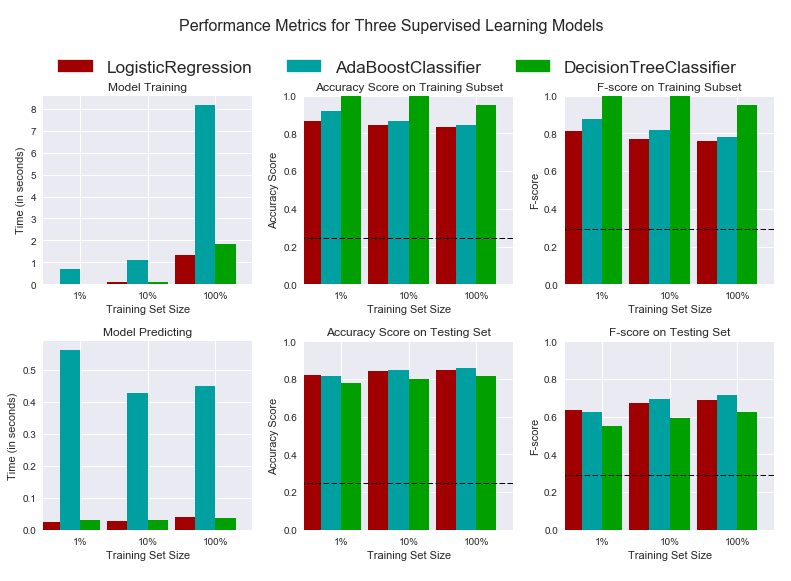 Performance Metrics for Three Supervised Learning Models
LogisticRegression AdaBoostClassifier DecisionTreeClassifier
Model Training
8
7
6
5
4
3
2
1
0
Time (in seconds)
1% 10% 100%
Training Set Size
Accuracy Score on Training Subset
1.0
0.8
0.6
0.4
0.2
0.0
Accuracy Score
1% 10% 100%
Training Set Size
F-score on Training Subset
1.0
0.8
0.6
0.4
0.2
0.0
F-score
1% 10% 100%
Training Set Size
Model Predicting
0.5
0.4
0.3
0.2
0.1
0.0
Time (in seconds)
1% 10% 100%
Training Set Size
Accuracy Score on Testing Set
1.0
0.8
0.6
0.4
0.2
0.0
Accuracy Score
1% 10% 100%
Training Set Size
F-score on Testing Set
1.0
0.8
0.6
0.4
0.2
0.0
F-score
1% 10% 100%
Training Set Size